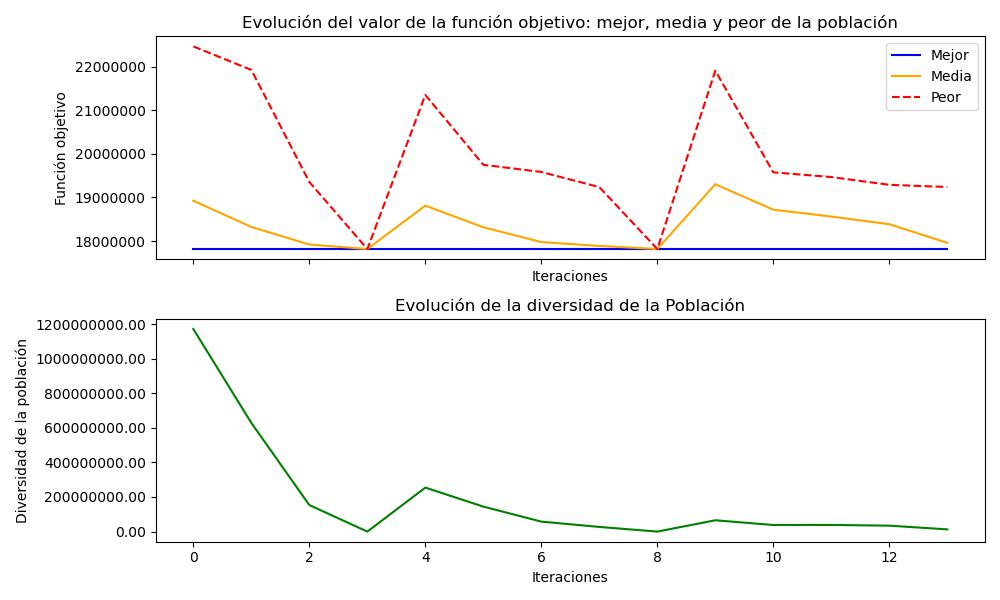 Evolución del valor de la función objetivo: mejor, media y peor de la población
Función objetivo
22000000
21000000
20000000
19000000
18000000
Mejor
Media
Peor
Iteraciones
Evolución de la diversidad de la Población
Diversidad de la población
1200000000.00
1000000000.00
800000000.00
600000000.00
400000000.00
200000000.00
0.00
0 2 4 6 8 10 12
Iteraciones